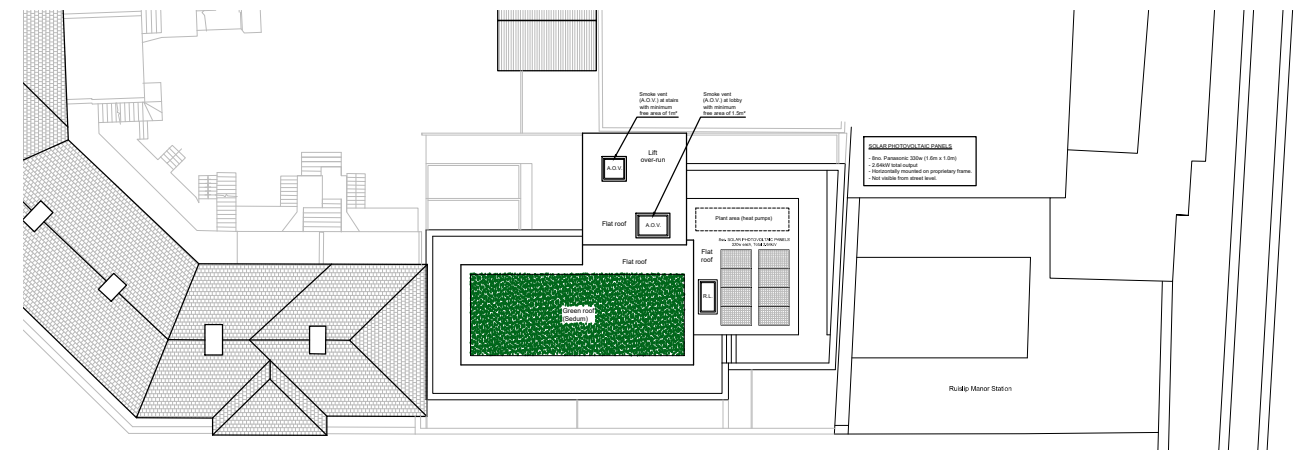 Smoke vent
(A.O.V.) at stairs
with minimum
free area of 1m²
Smoke vent
(A.O.V.) at lobby
with minimum
free area of 1.5m²
Lift
over-run
A.O.V.
Flat roof
A.O.V.
SOLAR PHOTOVOLTAIC PANELS
- 8no. Panasonic 330w (1.6m x 1.0m)
- 2.64kW total output
- Horizontally mounted on proprietary frame.
- Not visible from street level.
Plant area (heat pumps)
SOLAR PHOTOVOLTAIC PANELS
Flat
roof
R.L.
Flat roof
Green roof
(Sedum)
Ruislip Manor Station